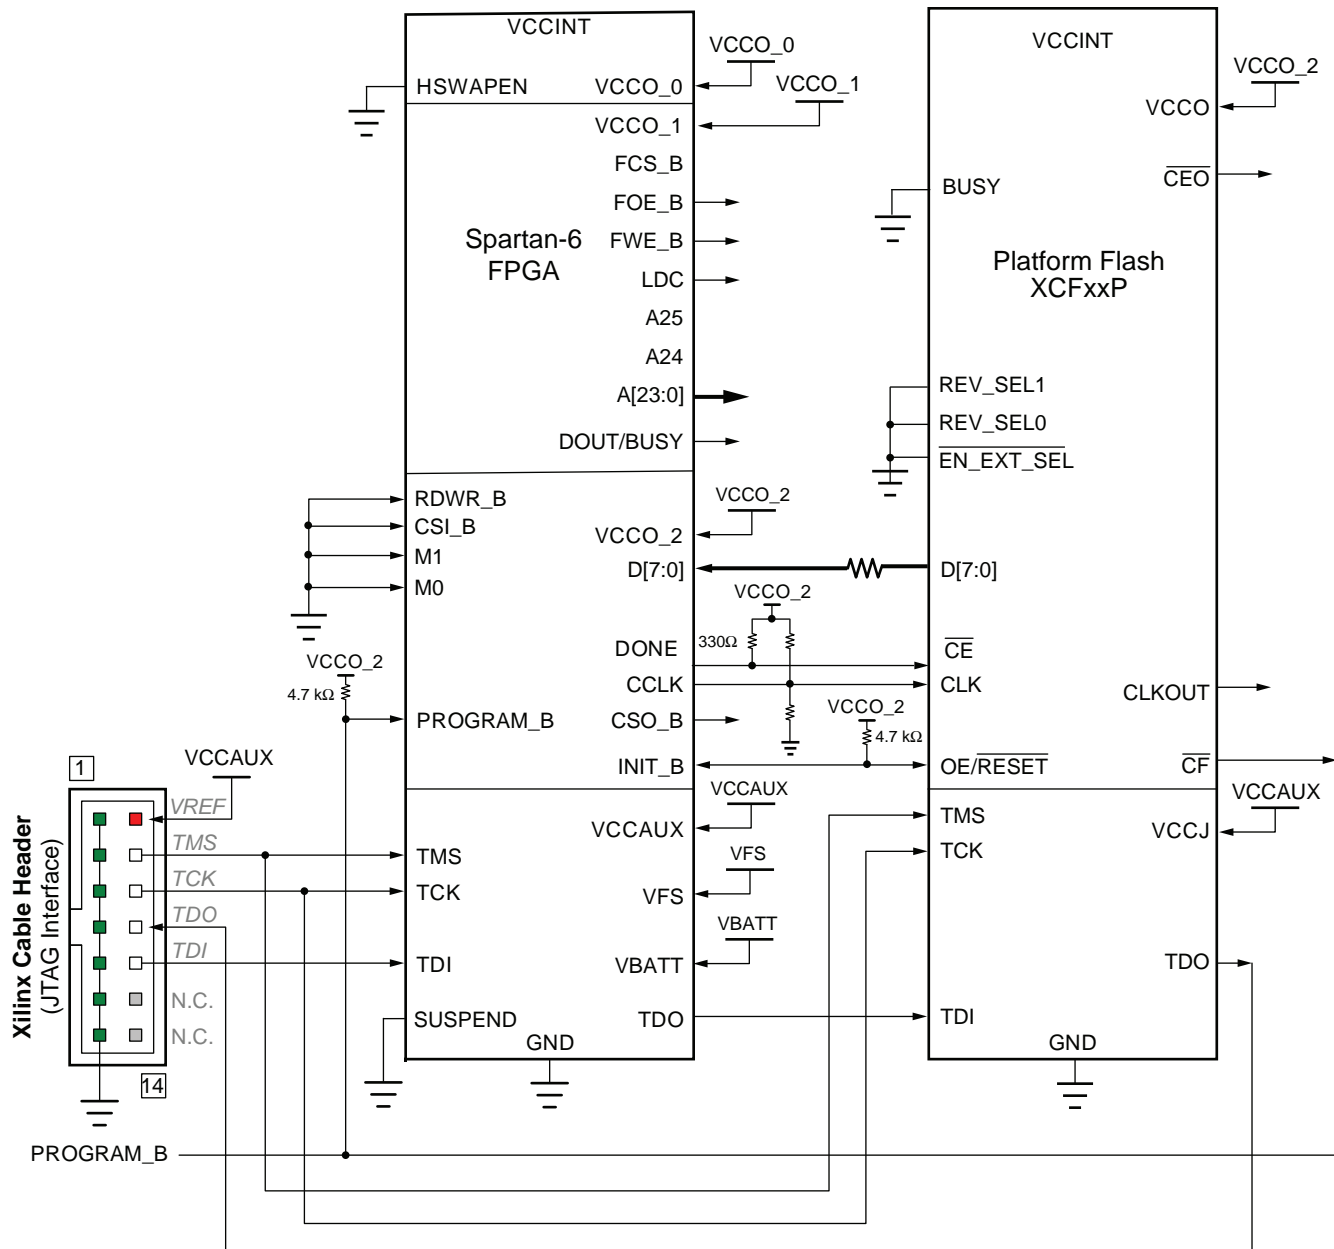 VCCINT
HSWAPEN
VCCO_0
VCCO_0
VCCO_1
VCCO_1
FCS_B
FOE_B
FWE_B
LDC
A25
A24
A[23:0]
DOUT/BUSY
Spartan-6
FPGA
RDWR_B
CSI_B
M1
M0
VCCO_2
VCCO_2
D[7:0]
VCCO_2
330Ω
DONE
CCLK
CSO_B
INIT_B
VCCO_2
4.7 kΩ
PROGRAM_B
VCCO_2
4.7 kΩ
VCCAUX
VCCAUX
VFS
VFS
VBATT
VBATT
TMS
TCK
TDI
SUSPEND
TDO
GND
VCCINT
VCCO_2
VCCO
CEO
BUSY
Platform Flash
XCFxxP
REV_SEL1
REV_SEL0
EN_EXT_SEL
D[7:0]
CE
CLK
CLKOUT
OE/RESET
CF
VCCAUX
VCCJ
TMS
TCK
TDO
TDI
GND
1
VCCAUX
VREF
TMS
TCK
TDO
TDI
N.C.
N.C.
14
Xilinx Cable Header
(JTAG Interface)
PROGRAM_B